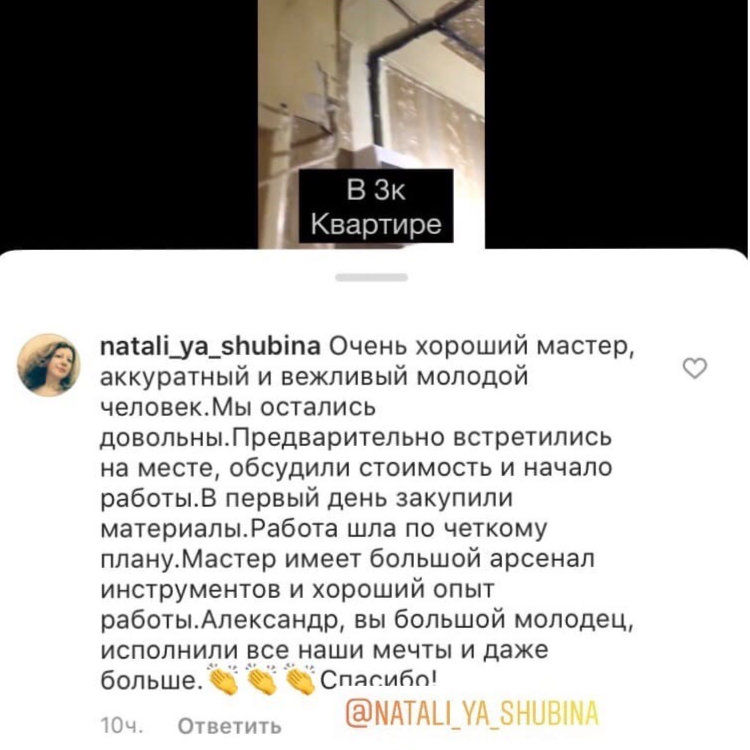 В 3к
Квартире
natali_ya_shubina Очень хороший мастер,
аккуратный и вежливый молодой
человек.Мы остались
довольны.Предварительно встретились
на месте, обсудили стоимость и начало
работы.В первый день закупили
материалы.Работа шла по четкому
плану.Мастер имеет большой арсенал
инструментов и хороший опыт
работы.Александр, вы большой молодец,
исполнили все наши мечты и даже
больше.👏👏👏Спасибо!
10ч. Ответить
@NATALI_YA_SHUBINA